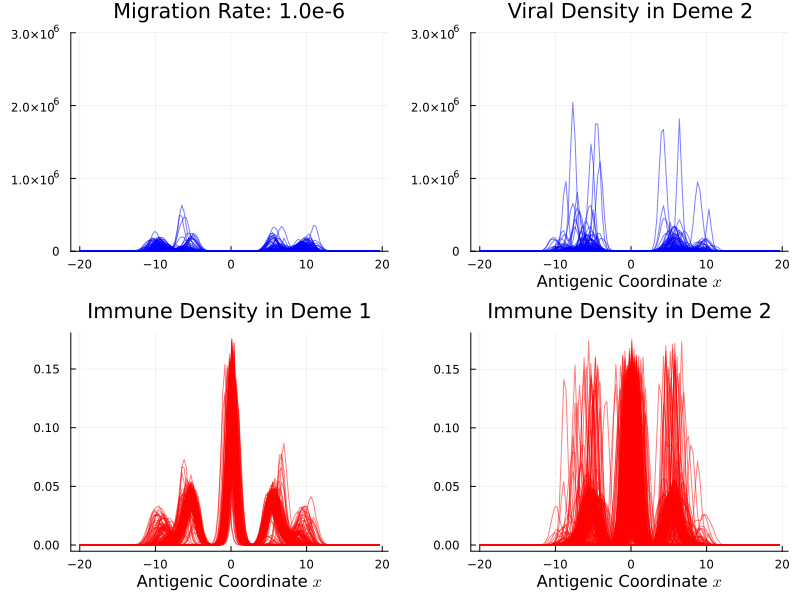 Migration Rate: 1.0e-6
Viral Density in Deme 2
3.0×10⁶
2.0×10⁶
1.0×10⁶
0
−20 −10 0 10 20
3.0×10⁶
2.0×10⁶
1.0×10⁶
0
−20 −10 0 10 20
Antigenic Coordinate x
Immune Density in Deme 1
Immune Density in Deme 2
0.15
0.10
0.05
0.00
−20 −10 0 10 20
Antigenic Coordinate x
0.15
0.10
0.05
0.00
−20 −10 0 10 20
Antigenic Coordinate x